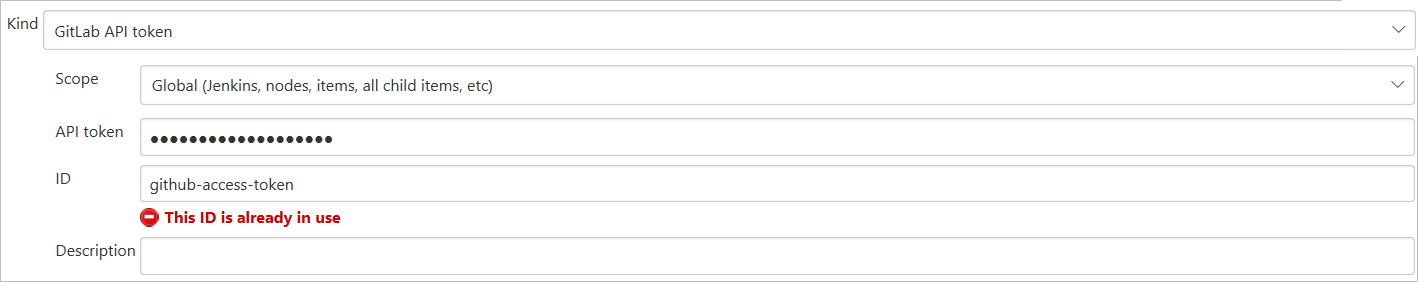 Kind GitLab API token
Scope Global (Jenkins, nodes, items, all child items, etc)
API token ●●●●●●●●●●●●●●●●●●●
ID github-access-token
This ID is already in use
Description